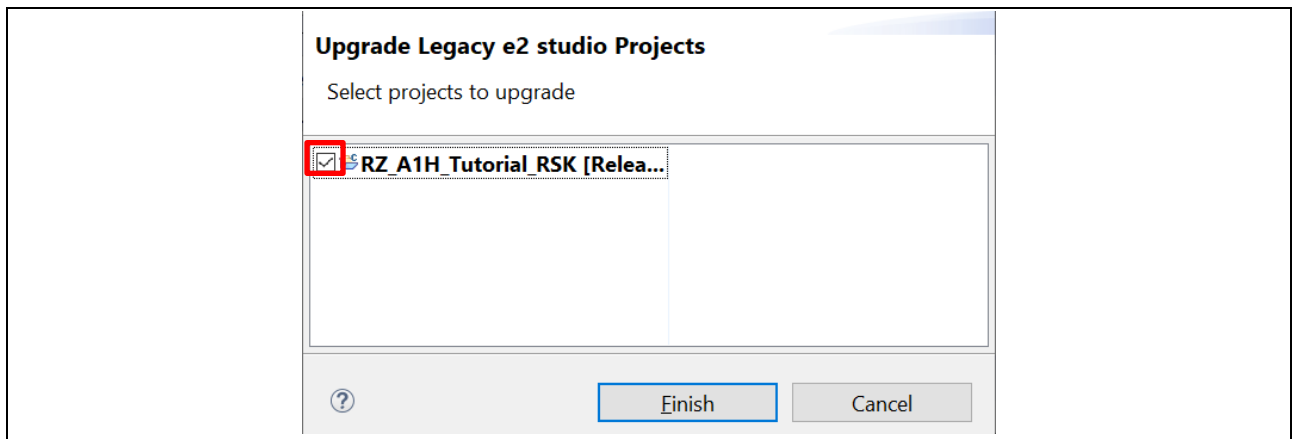 Upgrade Legacy e2 studio Projects
Select projects to upgrade
RZ_A1H_Tutorial_RSK [Relea...
Finish Cancel